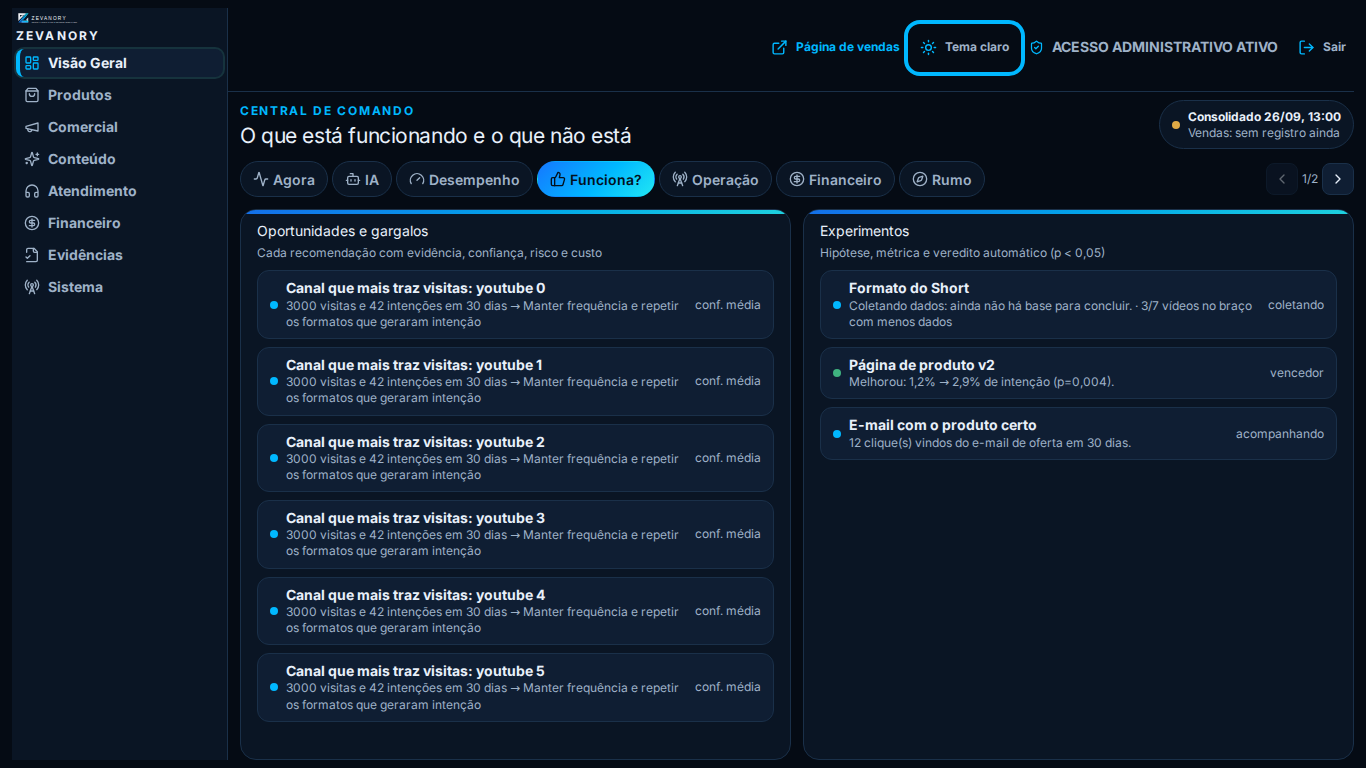 ZEVANORY
ZEVANORY
Visão Geral
Produtos
Comercial
Conteúdo
Atendimento
Financeiro
Evidências
Sistema
Página de vendas
Tema claro
ACESSO ADMINISTRATIVO ATIVO
Sair
CENTRAL DE COMANDO
O que está funcionando e o que não está
Consolidado 26/09, 13:00
Vendas: sem registro ainda
Agora
IA
Desempenho
Funciona?
Operação
Financeiro
Rumo
1/2
Oportunidades e gargalos
Cada recomendação com evidência, confiança, risco e custo
Canal que mais traz visitas: youtube 0
3000 visitas e 42 intenções em 30 dias → Manter frequência e repetir
os formatos que geraram intenção
conf. média
Canal que mais traz visitas: youtube 1
3000 visitas e 42 intenções em 30 dias → Manter frequência e repetir
os formatos que geraram intenção
conf. média
Canal que mais traz visitas: youtube 2
3000 visitas e 42 intenções em 30 dias → Manter frequência e repetir
os formatos que geraram intenção
conf. média
Canal que mais traz visitas: youtube 3
3000 visitas e 42 intenções em 30 dias → Manter frequência e repetir
os formatos que geraram intenção
conf. média
Canal que mais traz visitas: youtube 4
3000 visitas e 42 intenções em 30 dias → Manter frequência e repetir
os formatos que geraram intenção
conf. média
Canal que mais traz visitas: youtube 5
3000 visitas e 42 intenções em 30 dias → Manter frequência e repetir
os formatos que geraram intenção
conf. média
Experimentos
Hipótese, métrica e veredito automático (p < 0,05)
Formato do Short
Coletando dados: ainda não há base para concluir. · 3/7 vídeos no braço
com menos dados
coletando
Página de produto v2
Melhorou: 1,2% → 2,9% de intenção (p=0,004).
vencedor
E-mail com o produto certo
12 clique(s) vindos do e-mail de oferta em 30 dias.
acompanhando